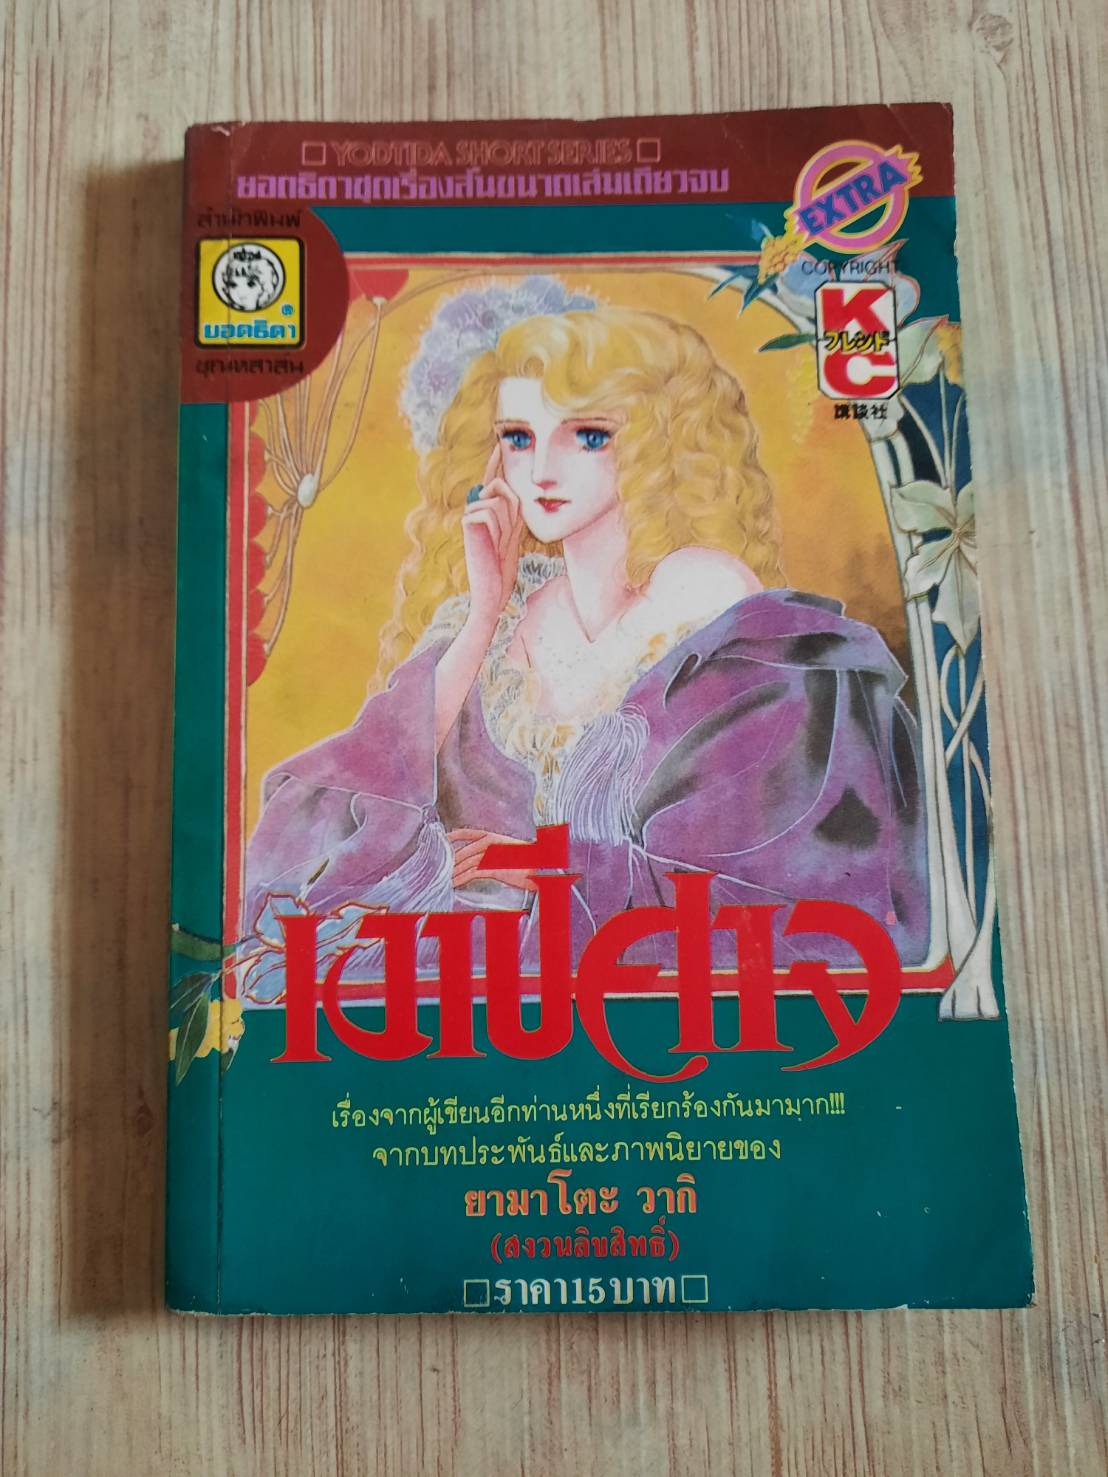 □ YODTIDA SHORT SERIES □
ยอดธิดาชุดเรื่องสั้นขนาดเล่มเดียวจบ
EXTRA
สำนักพิมพ์
ยอดธิดา
COPYRIGHT
KC
フレンド
講談社
เงาปีศาจ
เรื่องจากผู้เขียนอีกท่านหนึ่งที่เรียกร้องกันมามาก!!!
จากบทประพันธ์และภาพนิยายของ
ยามาโตะ วากิ
(สงวนลิขสิทธิ์)
□ ราคา 15 บาท □